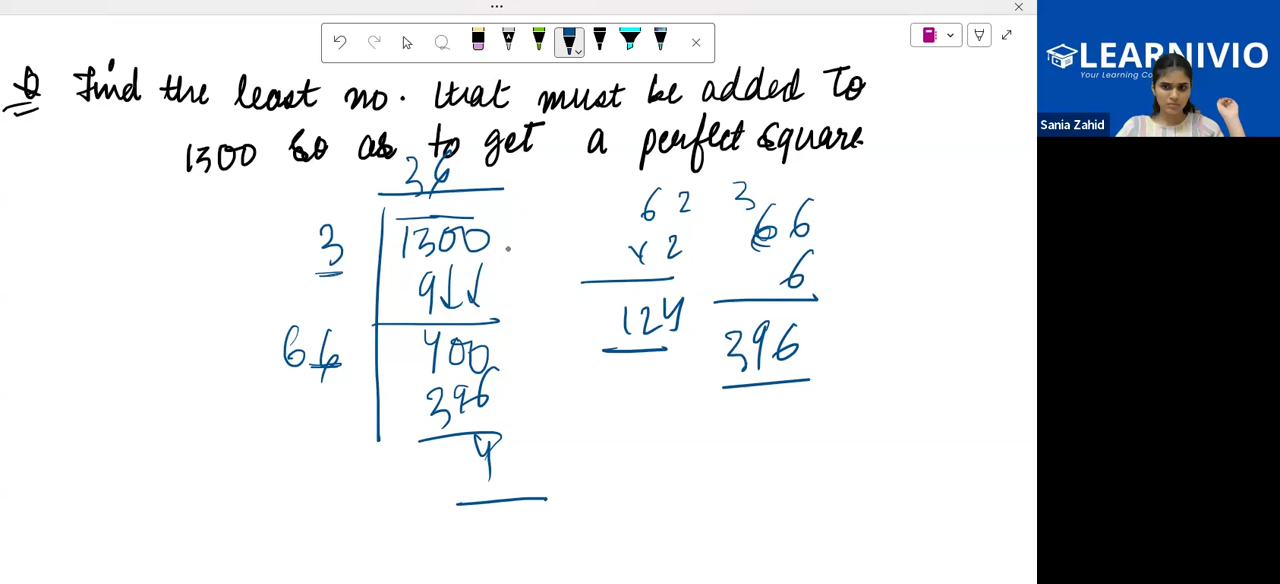 LEARNIVIO
Your Learning Co
Sania Zahid
Q Find the least no. that must be added to
1300 so as to get a perfect square
36
3 1300
9↓↓
66 400
396
4
62
x 2
124
3
66
6
396